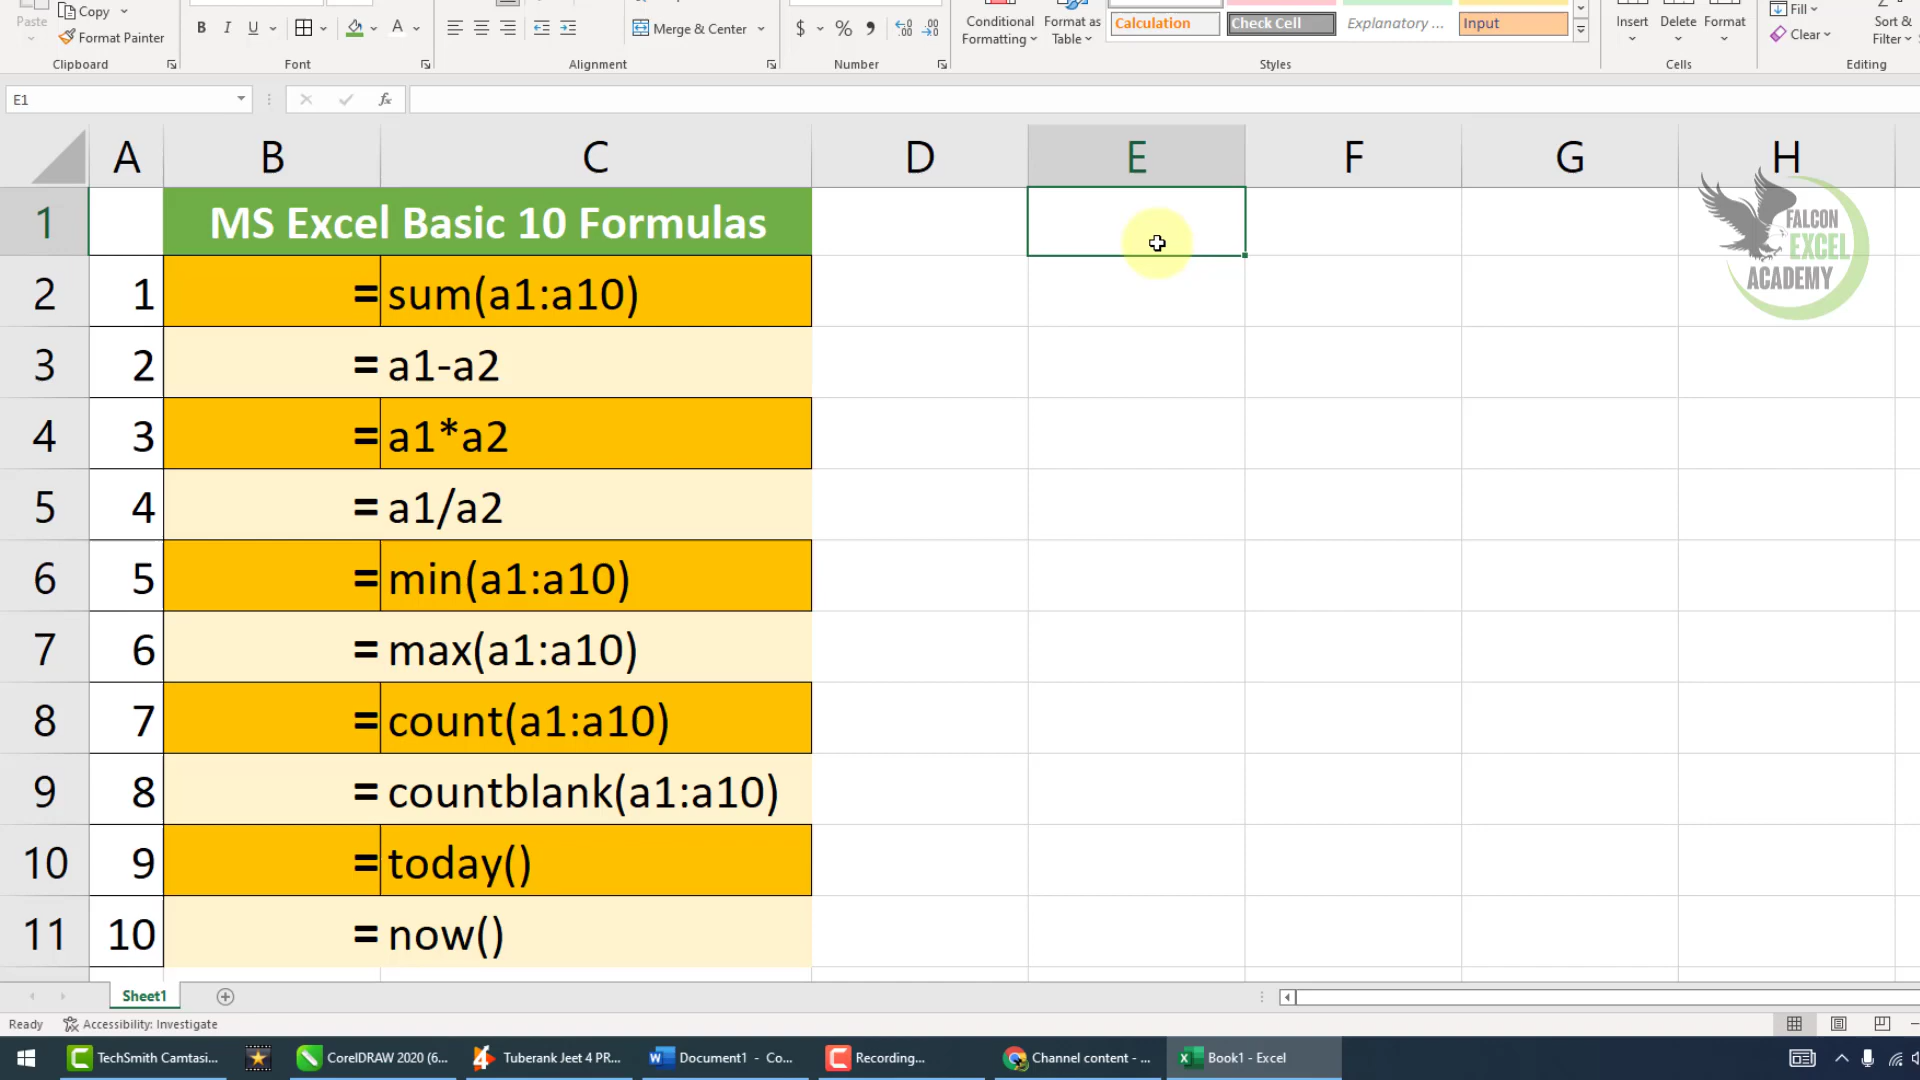 Paste
Copy
Format Painter
Clipboard
B I U
A
Font
Merge & Center
Alignment
$ % 9
Number
Conditional Formatting
Format as Table
Calculation
Check Cell
Explanatory ...
Input
Styles
Insert
Delete
Format
Cells
Fill
Clear
Sort &
Filter
Editing
E1
fx
A B C D E F G H
1 MS Excel Basic 10 Formulas
2 1 = sum(a1:a10)
3 2 = a1-a2
4 3 = a1*a2
5 4 = a1/a2
6 5 = min(a1:a10)
7 6 = max(a1:a10)
8 7 = count(a1:a10)
9 8 = countblank(a1:a10)
10 9 = today()
11 10 = now()
FALCON
EXCEL
ACADEMY
Sheet1
Ready
Accessibility: Investigate
TechSmith Camtasi...
CorelDRAW 2020 (6...
Tuberank Jeet 4 PR...
Document1 - Co...
Recording...
Channel content - ...
Book1 - Excel